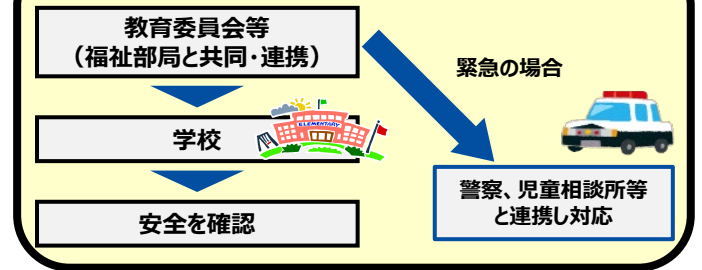 教育委員会等
（福祉部局と共同・連携）
緊急の場合
ELEMENTARY
学校
警察、児童相談所等
と連携し対応
安全を確認